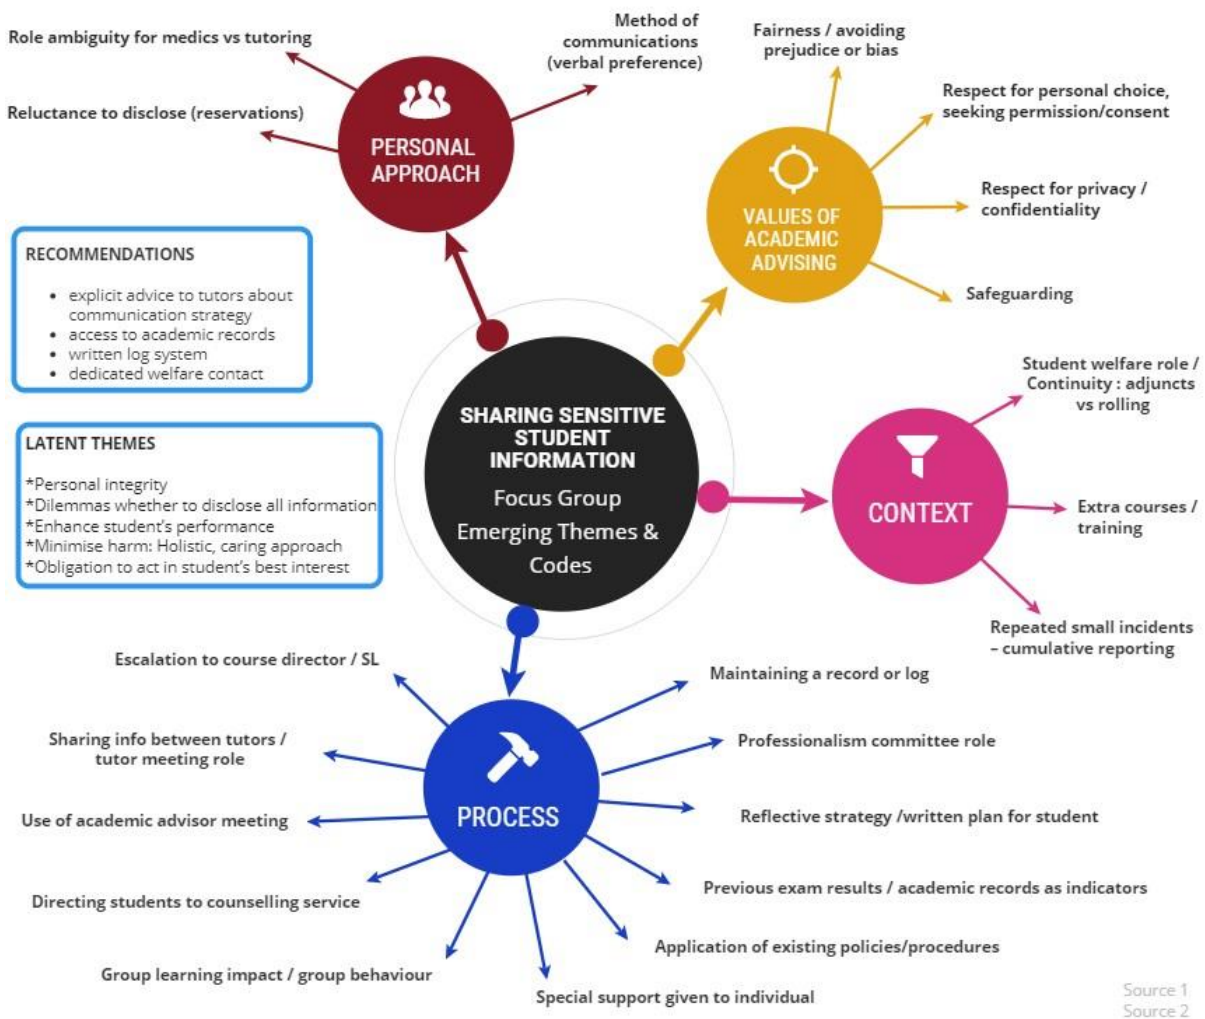 Role ambiguity for medics vs tutoring
Reluctance to disclose (reservations)
Method of
communications
(verbal preference)
PERSONAL
APPROACH
Fairness / avoiding
prejudice or bias
Respect for personal choice,
seeking permission/consent
Respect for privacy /
confidentiality
Safeguarding
VALUES OF
ACADEMIC
ADVISING
RECOMMENDATIONS
• explicit advice to tutors about
communication strategy
• access to academic records
• written log system
• dedicated welfare contact
LATENT THEMES
*Personal integrity
*Dilemmas whether to disclose all information
*Enhance student's performance
*Minimise harm: Holistic, caring approach
*Obligation to act in student's best interest
SHARING SENSITIVE
STUDENT
INFORMATION
Focus Group
Emerging Themes &
Codes
Student welfare role /
Continuity : adjuncts
vs rolling
CONTEXT
Extra courses /
training
Repeated small incidents
– cumulative reporting
Escalation to course director / SL
Sharing info between tutors /
tutor meeting role
Use of academic advisor meeting
Directing students to counselling service
Group learning impact / group behaviour
PROCESS
Maintaining a record or log
Professionalism committee role
Reflective strategy /written plan for student
Previous exam results / academic records as indicators
Application of existing policies/procedures
Special support given to individual
Source 1
Source 2